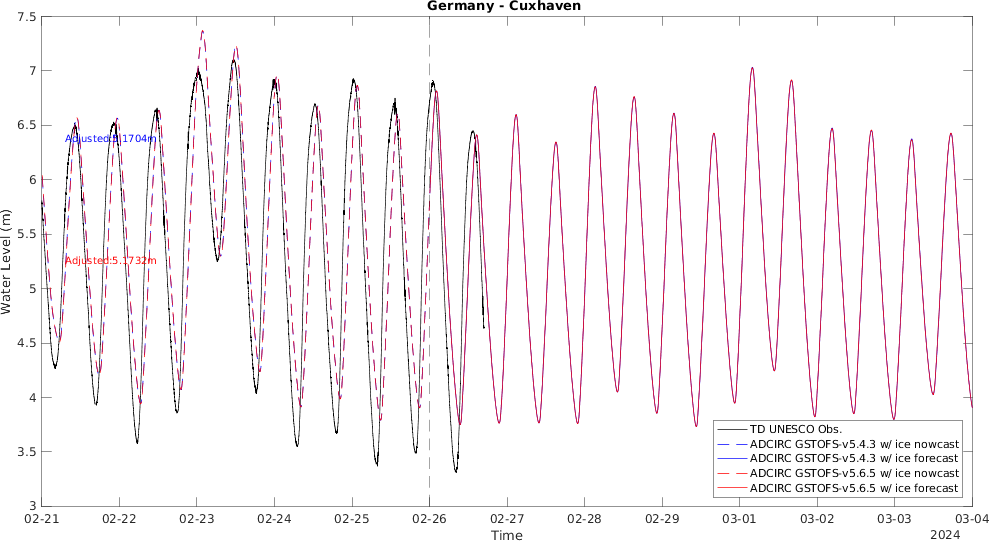 Germany - Cuxhaven
7.5
7
6.5
6
5.5
5
4.5
4
3.5
3
Water Level (m)
Adjusted:5.1704m
Adjusted:5.1732m
TD UNESCO Obs.
ADCIRC GSTOFS-v5.4.3 w/ ice nowcast
ADCIRC GSTOFS-v5.4.3 w/ ice forecast
ADCIRC GSTOFS-v5.6.5 w/ ice nowcast
ADCIRC GSTOFS-v5.6.5 w/ ice forecast
02-21 02-22 02-23 02-24 02-25 02-26 02-27 02-28 02-29 03-01 03-02 03-03 03-04
Time
2024